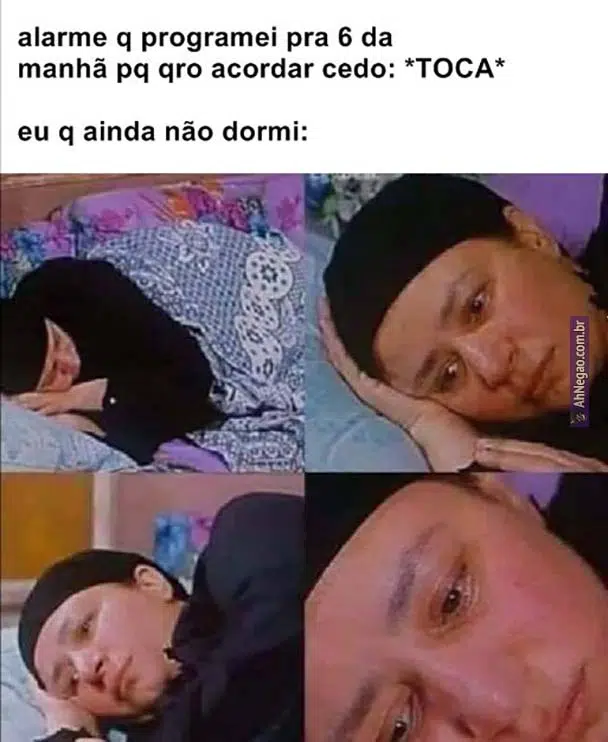 alarme q programei pra 6 da
manhã pq qro acordar cedo: *TOCA*
eu q ainda não dormi:
AhNegao.com.br